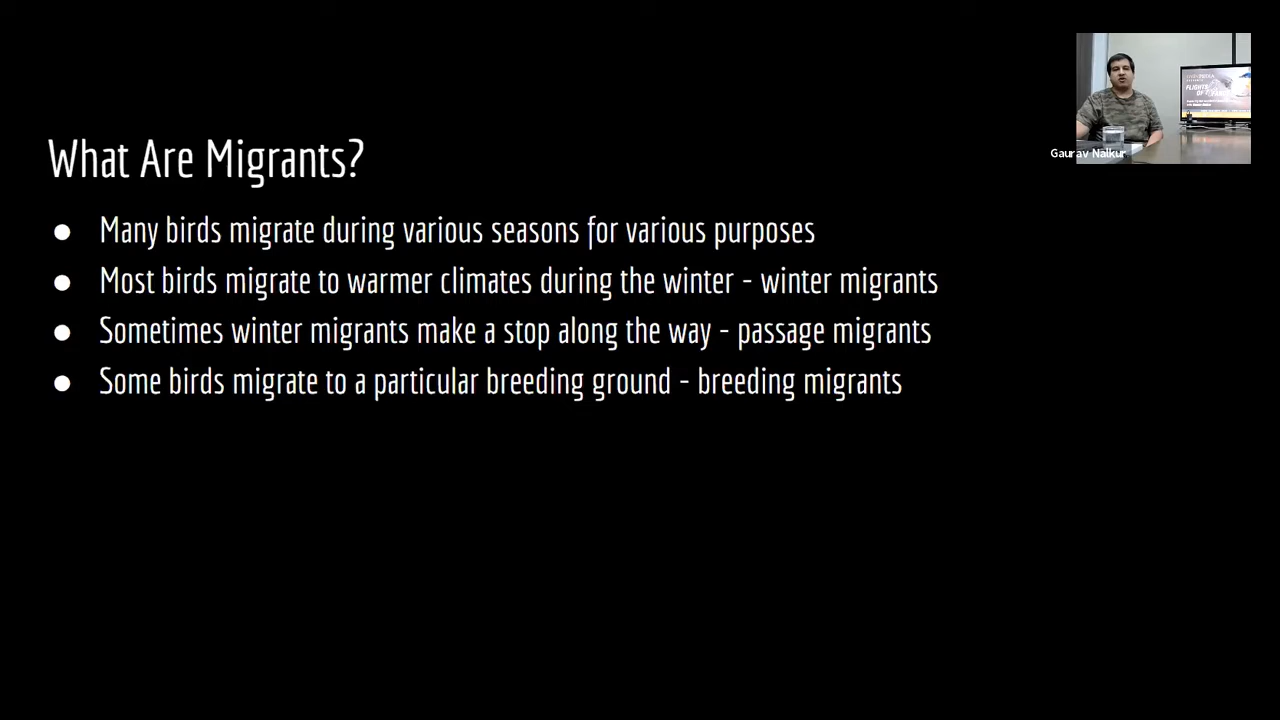 What Are Migrants?
● Many birds migrate during various seasons for various purposes
● Most birds migrate to warmer climates during the winter - winter migrants
● Sometimes winter migrants make a stop along the way - passage migrants
● Some birds migrate to a particular breeding ground - breeding migrants
FLIGHTS
Gaurav Nalkur